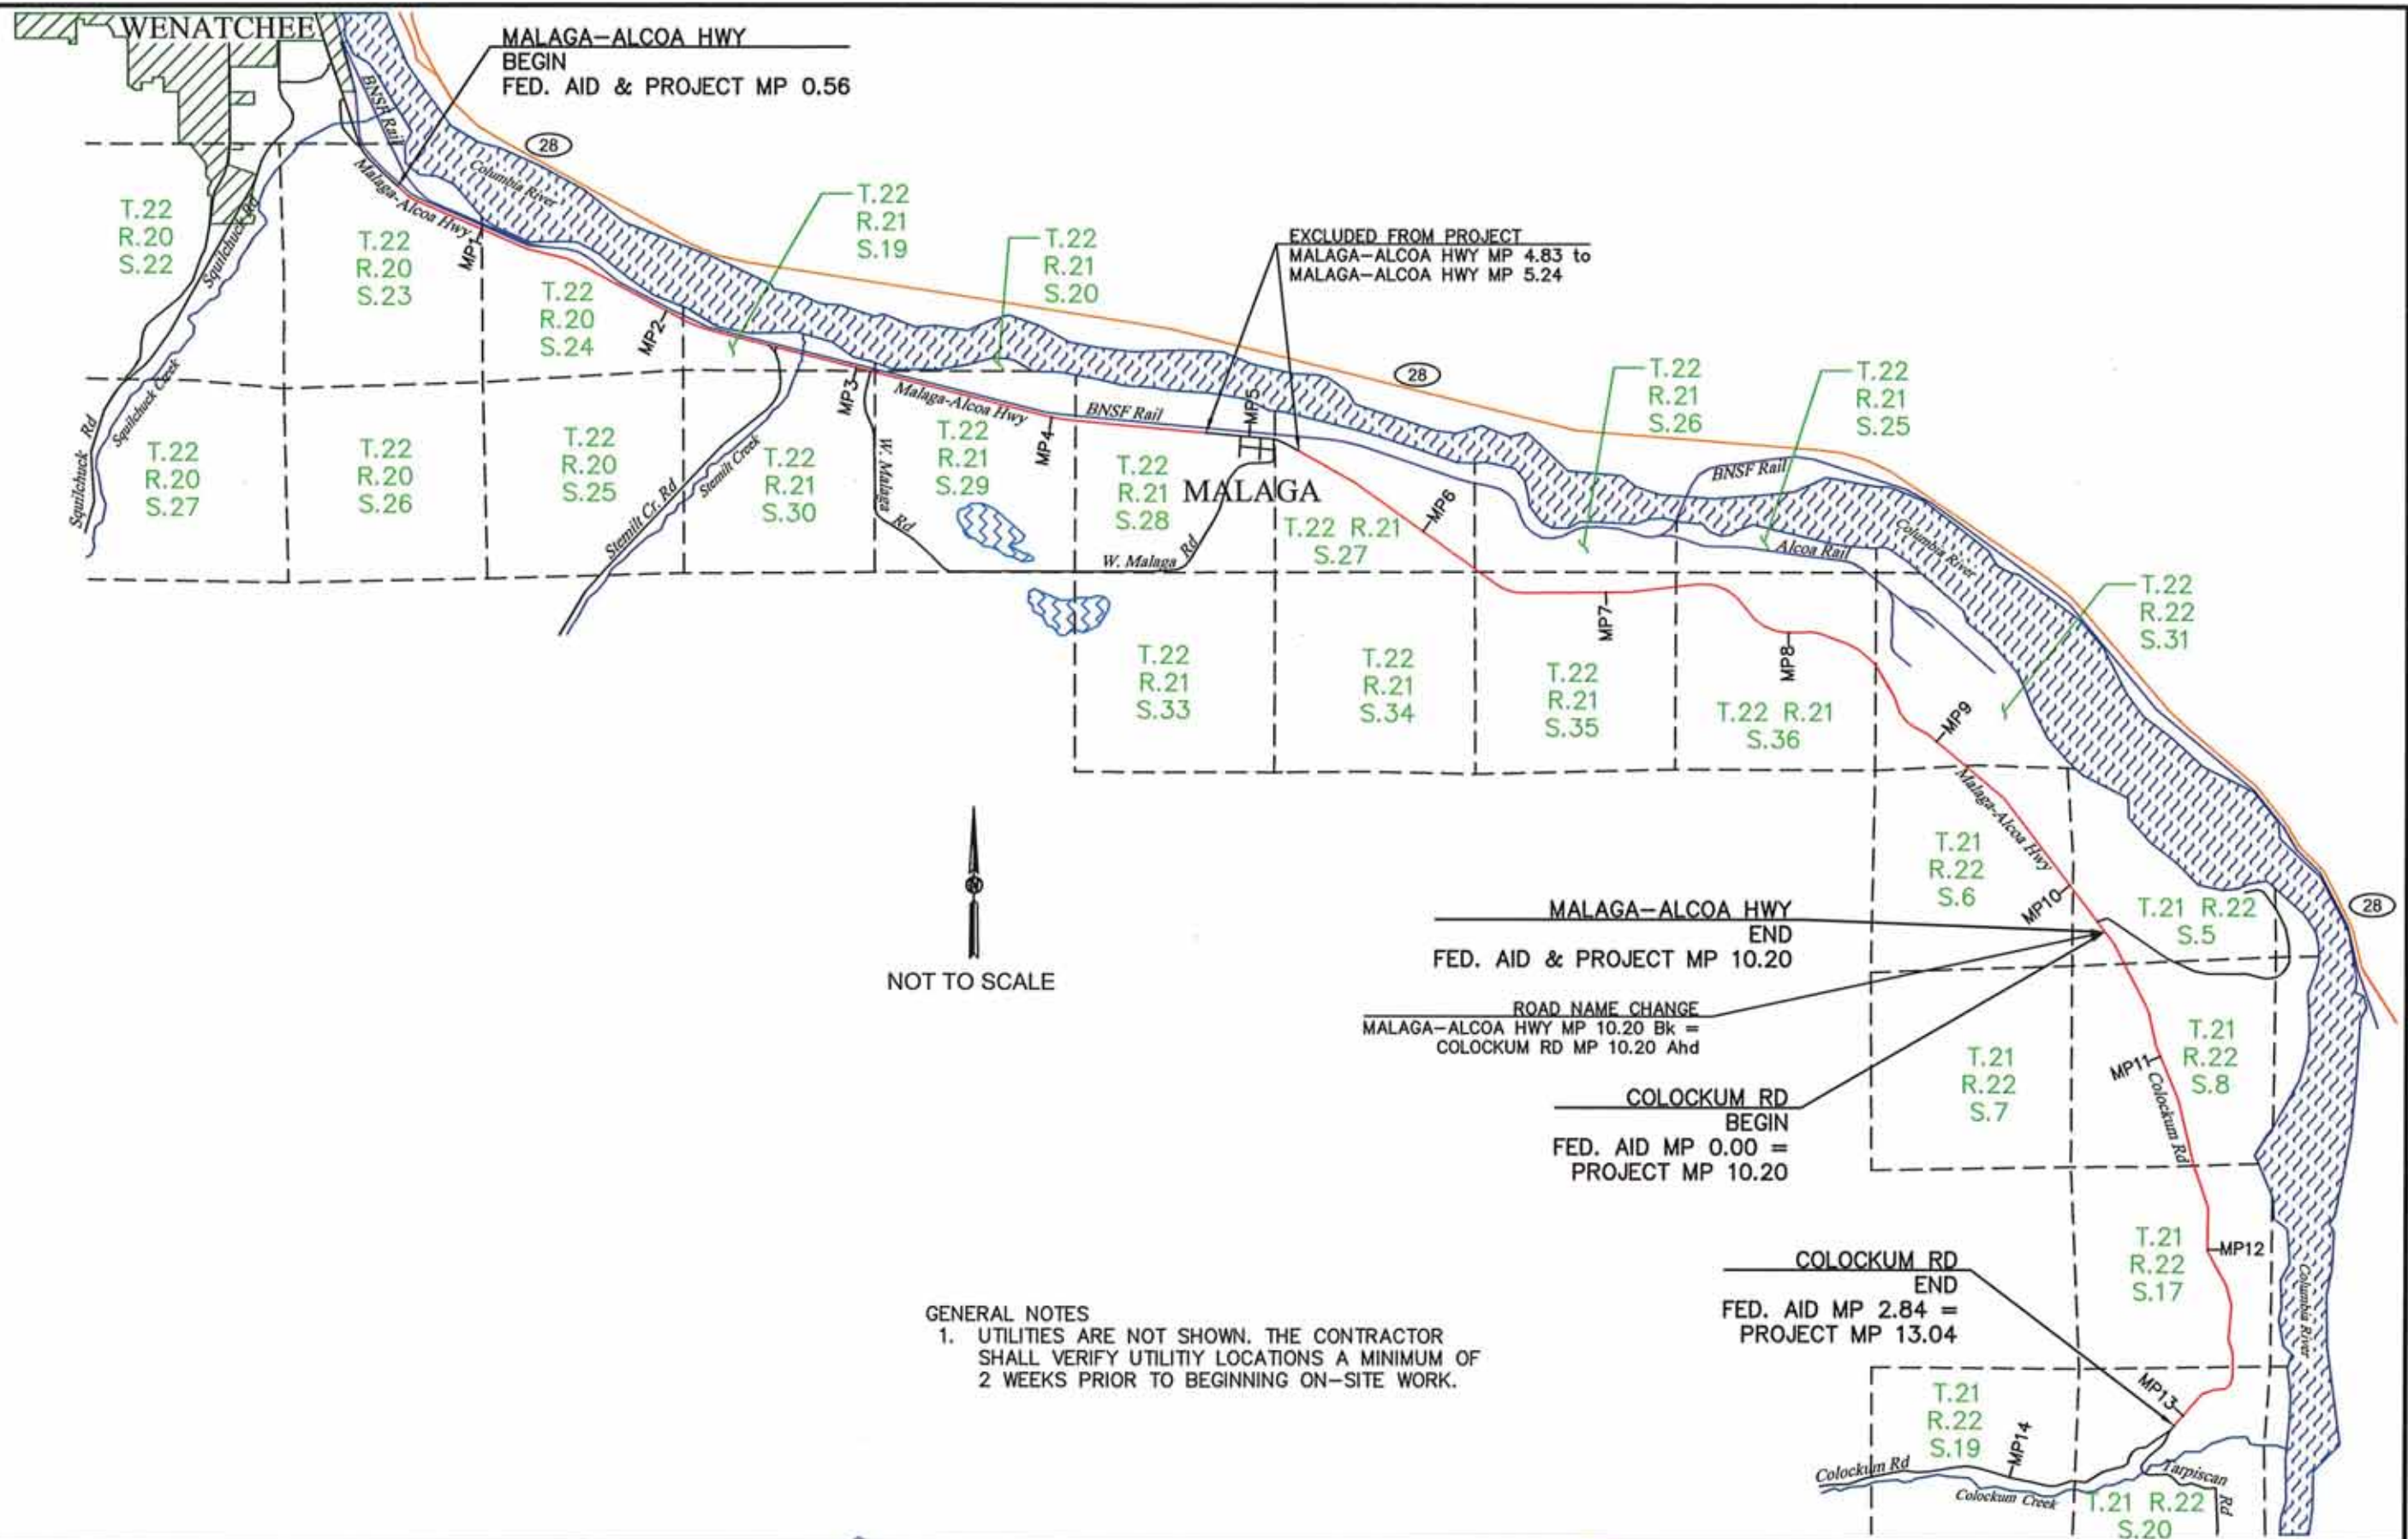 WENATCHEE
MALAGA-ALCOA HWY
BEGIN
FED. AID & PROJECT MP 0.56
BNSF Rail
28
Columbia River
Malaga-Alcoa Hwy
MP1
Squilchuck Rd
T.22
R.20
S.22
T.22
R.20
S.23
T.22
R.20
S.24
MP2
T.22
R.21
S.19
T.22
R.21
S.20
EXCLUDED FROM PROJECT
MALAGA-ALCOA HWY MP 4.83 to
MALAGA-ALCOA HWY MP 5.24
28
T.22
R.21
S.26
T.22
R.21
S.25
Squilchuck Creek
Squilchuck Rd
Squilchuck Creek
T.22
R.20
S.27
T.22
R.20
S.26
T.22
R.20
S.25
Stemilt Cr. Rd
Stemilt Creek
T.22
R.21
S.30
MP3
Malaga-Alcoa Hwy
W. Malaga Rd
T.22
R.21
S.29
MP4
BNSF Rail
MP5
T.22
R.21
S.28
MALAGA
W. Malaga Rd
T.22 R.21
S.27
MP6
BNSF Rail
Alcoa Rail
Columbia River
T.22
R.22
S.31
T.22
R.21
S.33
T.22
R.21
S.34
T.22
R.21
S.35
MP7
T.22 R.21
S.36
MP8
MP9
Malaga-Alcoa Hwy
NOT TO SCALE
T.21
R.22
S.6
MP10
T.21 R.22
S.5
28
MALAGA-ALCOA HWY
END
FED. AID & PROJECT MP 10.20
ROAD NAME CHANGE
MALAGA-ALCOA HWY MP 10.20 Bk =
COLOCKUM RD MP 10.20 Ahd
COLOCKUM RD
BEGIN
FED. AID MP 0.00 =
PROJECT MP 10.20
T.21
R.22
S.7
MP11
Colockum Rd
T.21
R.22
S.8
MP12
T.21
R.22
S.17
Columbia River
COLOCKUM RD
END
FED. AID MP 2.84 =
PROJECT MP 13.04
GENERAL NOTES
1. UTILITIES ARE NOT SHOWN. THE CONTRACTOR
SHALL VERIFY UTILITIY LOCATIONS A MINIMUM OF
2 WEEKS PRIOR TO BEGINNING ON-SITE WORK.
MP13
T.21
R.22
S.19
MP14
Colockum Rd
Colockum Creek
Tarpiscan Rd
T.21 R.22
S.20